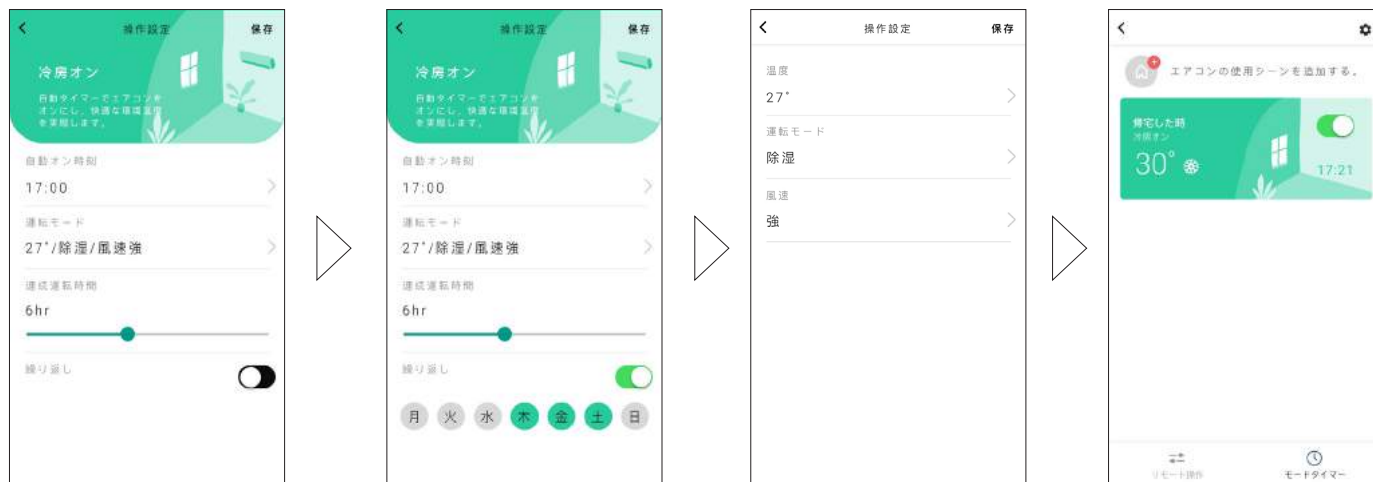 操作設定 保存
冷房オン
自動タイマーでエアコンを
オンにし、快適な環境温度
を実現します。
自動オン時刻
17:00
運転モード
27°/除湿/風速強
連続運転時間
6hr
繰り返し
操作設定 保存
冷房オン
自動タイマーでエアコンを
オンにし、快適な環境温度
を実現します。
自動オン時刻
17:00
運転モード
27°/除湿/風速強
6hr
繰り返し
月 火 水 木 金 土 日
操作設定 保存
温度
27°
運転モード
除湿
風速
強
エアコンの使用シーンを追加する。
帰宅した時
冷房オン
30°
17:21
リモート操作 モードタイマー